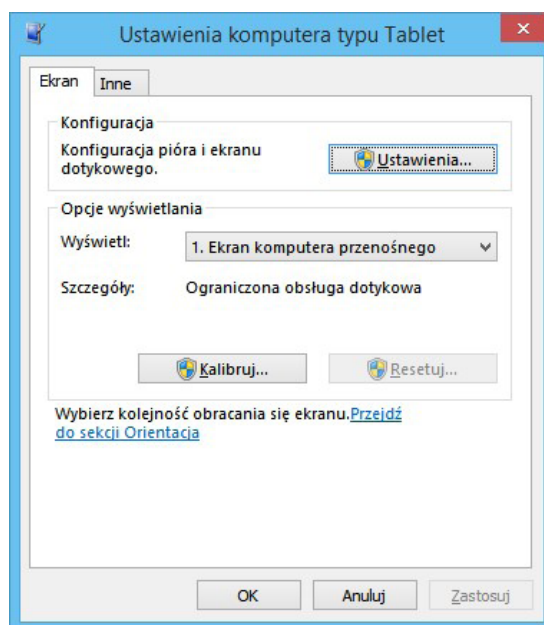 Ustawienia komputera typu Tablet
Ekran
Inne
Konfiguracja
Konfiguracja pióra i ekranu
dotykowego.
Ustawienia...
Opcje wyświetlania
Wyświetl:
1. Ekran komputera przenośnego
Szczegóły:
Ograniczona obsługa dotykowa
Kalibruj...
Resetuj...
Wybierz kolejność obracania się ekranu.Przejdź
do sekcji Orientacja
OK
Anuluj
Zastosuj